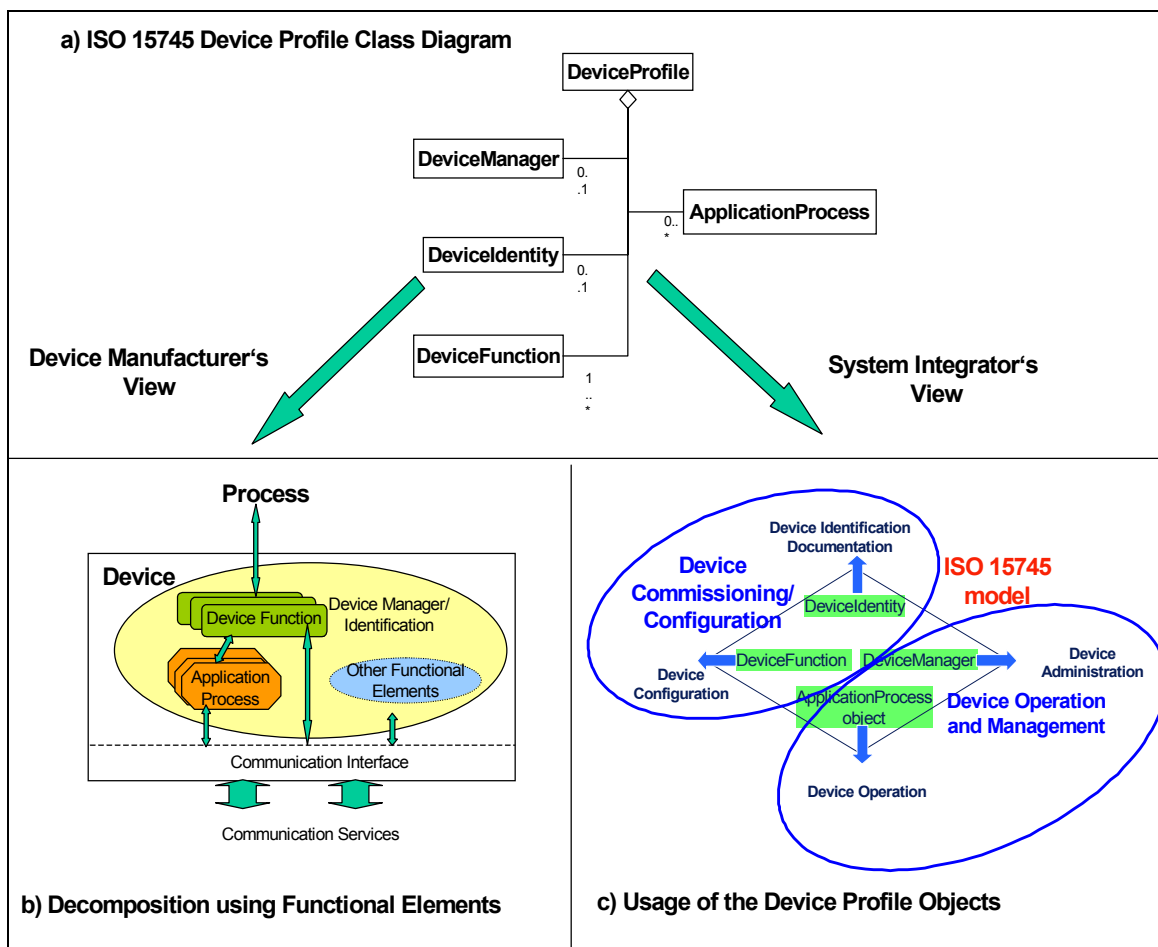 a) ISO 15745 Device Profile Class Diagram
DeviceProfile
DeviceManager
0.
.1
ApplicationProcess
0..
*
DeviceIdentity
0.
.1
DeviceFunction
1
..
*
Device Manufacturer‘s
View
System Integrator‘s
View
Process
Device
Device Function
Device Manager/
Identification
Application
Process
Other Functional
Elements
Communication Interface
Communication Services
b) Decomposition using Functional Elements
Device Identification
Documentation
Device
Commissioning/
Configuration
ISO 15745
model
DeviceIdentity
DeviceFunction
DeviceManager
Device
Configuration
Device
Administration
ApplicationProcess
object
Device Operation
and Management
Device Operation
c) Usage of the Device Profile Objects